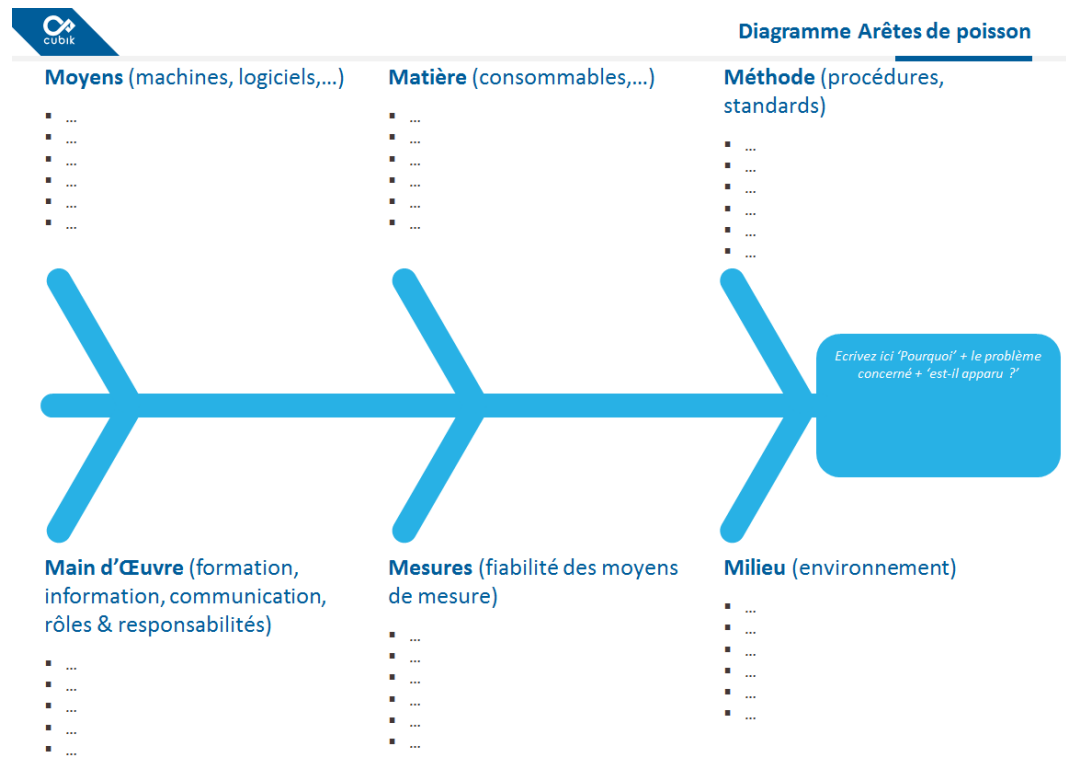 cubik
Diagramme Arêtes de poisson
Moyens (machines, logiciels,...)
▪ ...
▪ ...
▪ ...
▪ ...
▪ ...
▪ ...
Matière (consommables,...)
▪ ...
▪ ...
▪ ...
▪ ...
▪ ...
▪ ...
Méthode (procédures,
standards)
▪ ...
▪ ...
▪ ...
▪ ...
▪ ...
▪ ...
Ecrivez ici ‘Pourquoi’ + le problème
concerné + ‘est-il apparu ?’
Main d’Œuvre (formation,
information, communication,
rôles & responsabilités)
▪ ...
▪ ...
▪ ...
▪ ...
▪ ...
Mesures (fiabilité des moyens
de mesure)
▪ ...
▪ ...
▪ ...
▪ ...
▪ ...
▪ ...
Milieu (environnement)
▪ ...
▪ ...
▪ ...
▪ ...
▪ ...
▪ ...